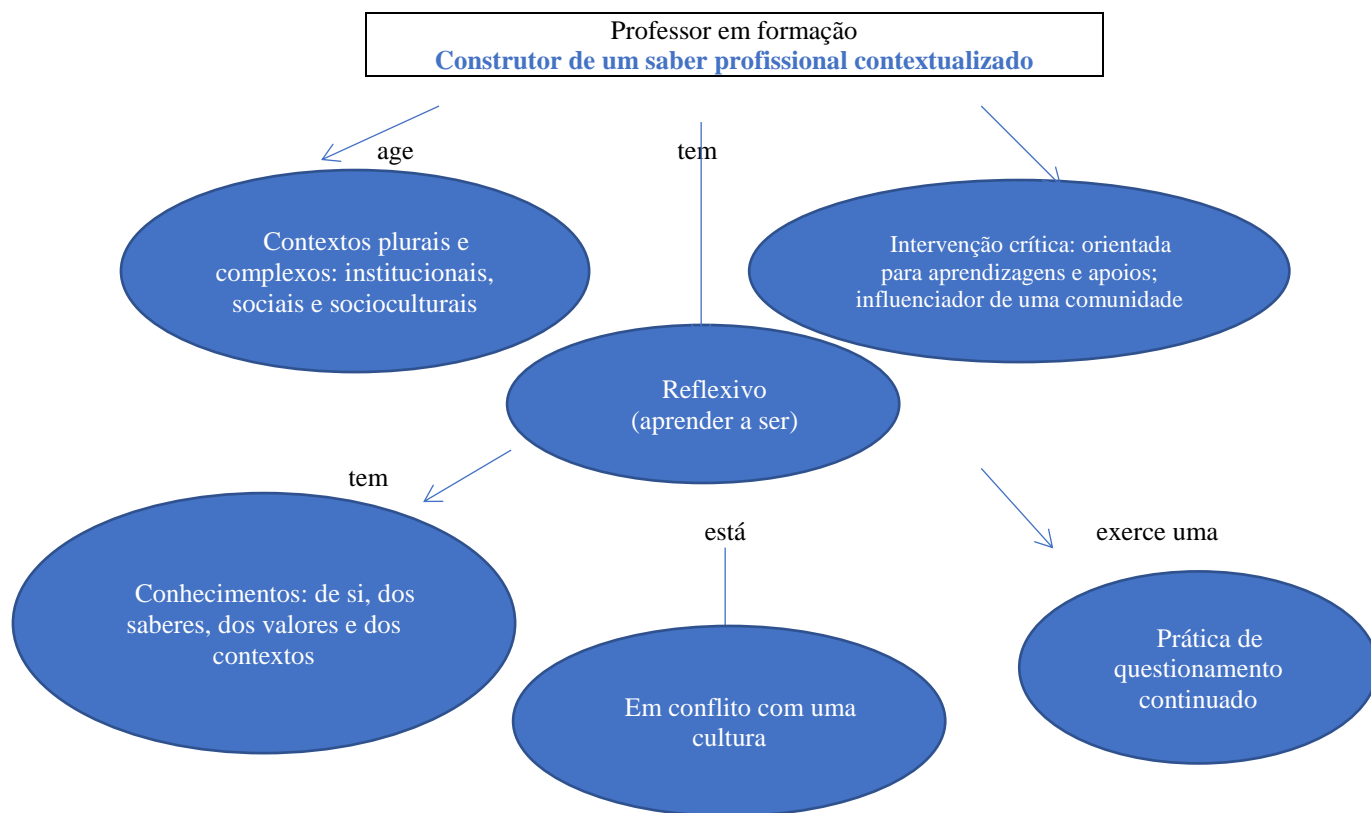 Professor em formação
Construtor de um saber profissional contextualizado
age
tem
Contextos plurais e
complexos: institucionais,
sociais e socioculturais
Intervenção crítica: orientada
para aprendizagens e apoios;
influenciador de uma comunidade
Reflexivo
(aprender a ser)
tem
está
exerce uma
Conhecimentos: de si, dos
saberes, dos valores e dos
contextos
Em conflito com uma
cultura
Prática de
questionamento
continuado